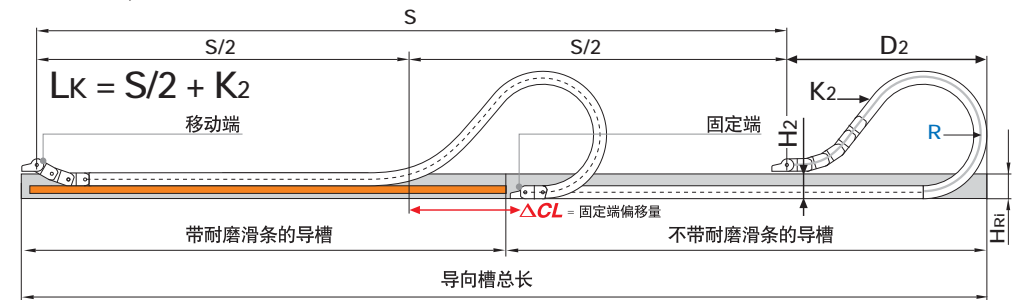 S
S/2
S/2
D2
LK = S/2 + K2
K2
移动端
固定端
H2
R
ΔCL = 固定端偏移量
HRi
带耐磨滑条的导槽
不带耐磨滑条的导槽
导向槽总长